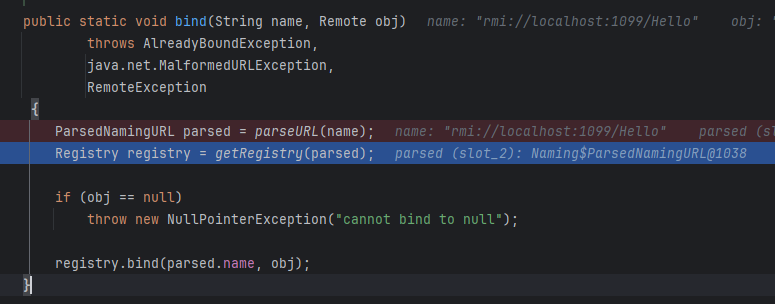 public static void bind(String name, Remote obj)   name: "rmi://localhost:1099/Hello"   obj: "
throws AlreadyBoundException,
java.net.MalformedURLException,
RemoteException
{
ParsedNamingURL parsed = parseURL(name);   name: "rmi://localhost:1099/Hello"   parsed (sl
Registry registry = getRegistry(parsed);   parsed (slot_2): Naming$ParsedNamingURL@1038
if (obj == null)
throw new NullPointerException("cannot bind to null");
registry.bind(parsed.name, obj);
}